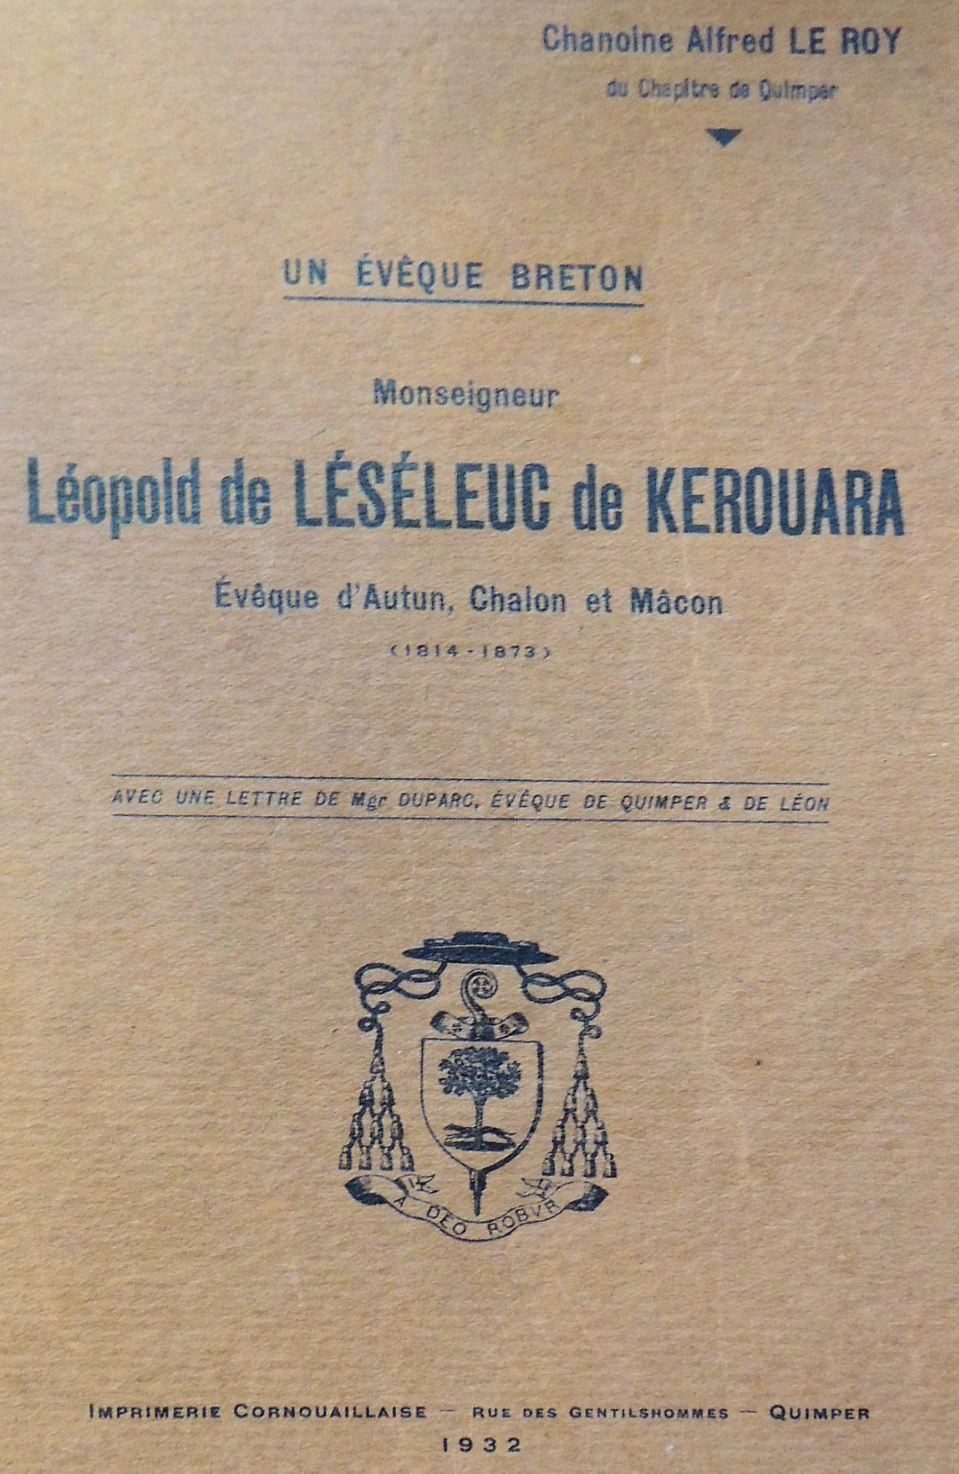 Chanoine Alfred LE ROY
du Chapitre de Quimper
UN ÉVÊQUE BRETON
Monseigneur
Léopold de LÉSÉLEUC de KEROUARA
Évêque d'Autun, Chalon et Mâcon
(1814-1873)
AVEC UNE LETTRE DE Mgr DUPARC, ÉVÊQUE DE QUIMPER & DE LÉON
A DEO ROBVR
IMPRIMERIE CORNOUAILLAISE — RUE DES GENTILSHOMMES — QUIMPER
1932